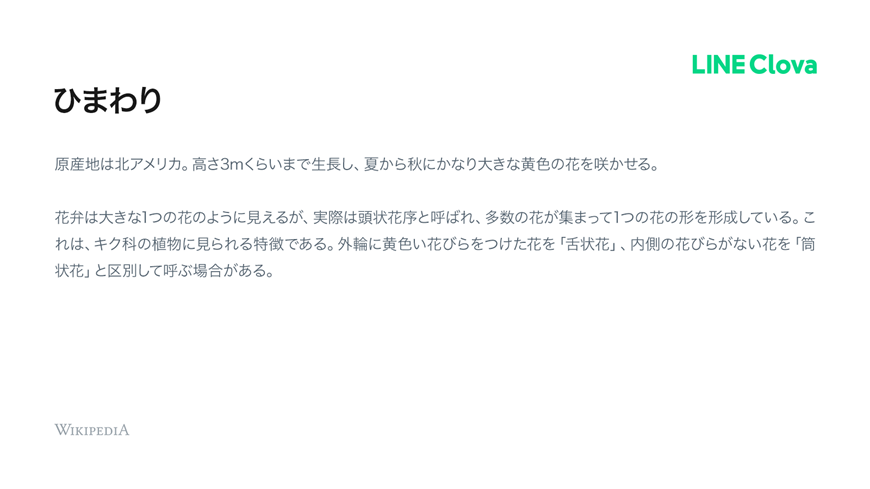 LINE Clova
ひまわり
原産地は北アメリカ。高さ3mくらいまで生長し、夏から秋にかなり大きな黄色の花を咲かせる。
花弁は大きな1つの花のように見えるが、実際は頭状花序と呼ばれ、多数の花が集まって1つの花の形を形成している。こ
れは、キク科の植物に見られる特徴である。外輪に黄色い花びらをつけた花を「舌状花」、内側の花びらがない花を「筒
状花」と区別して呼ぶ場合がある。
WIKIPEDIA